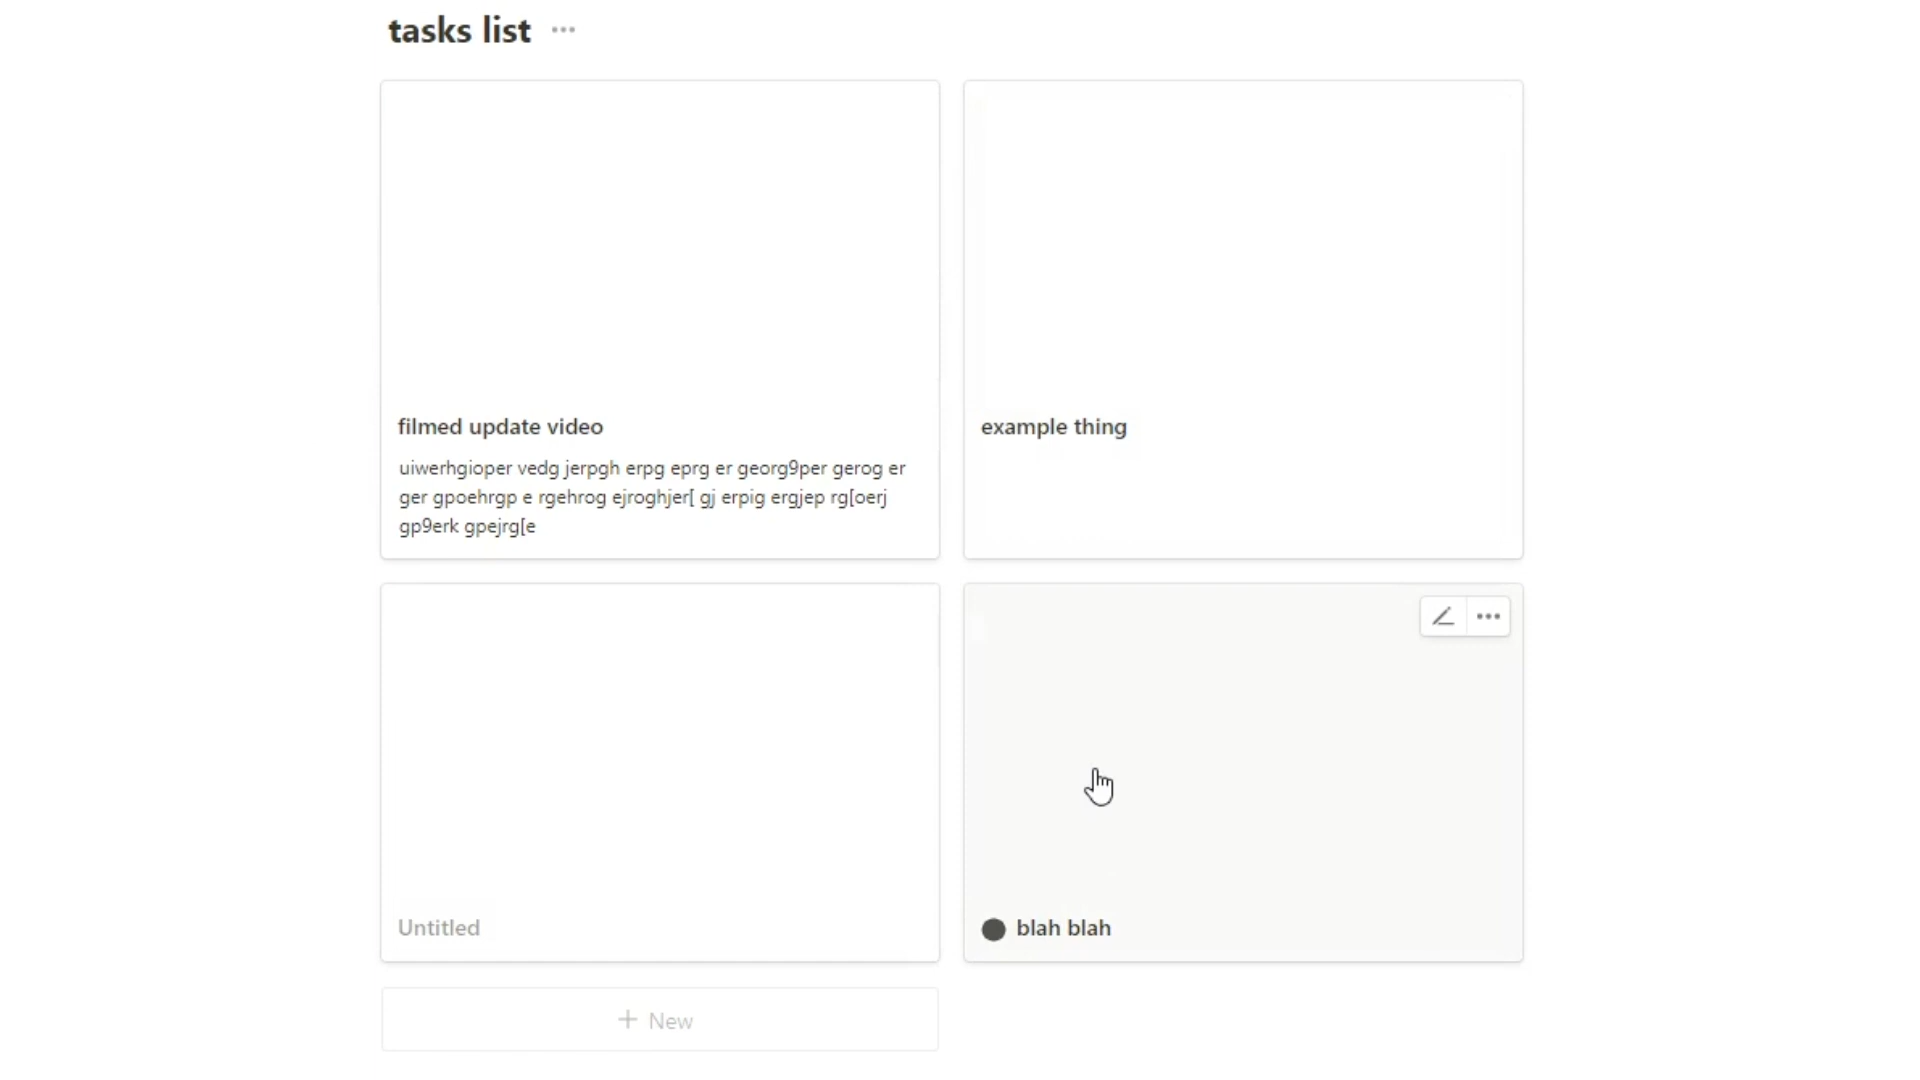 tasks list
filmed update video
uiwerhgioper vedg jerpgh erpg eprg er georg9per gerog er
ger gpoehrgp e rgehrog ejroghjer[ gj erpig ergjep rg[oerj
gp9erk gpejrg[e
example thing
Untitled
blah blah
+ New